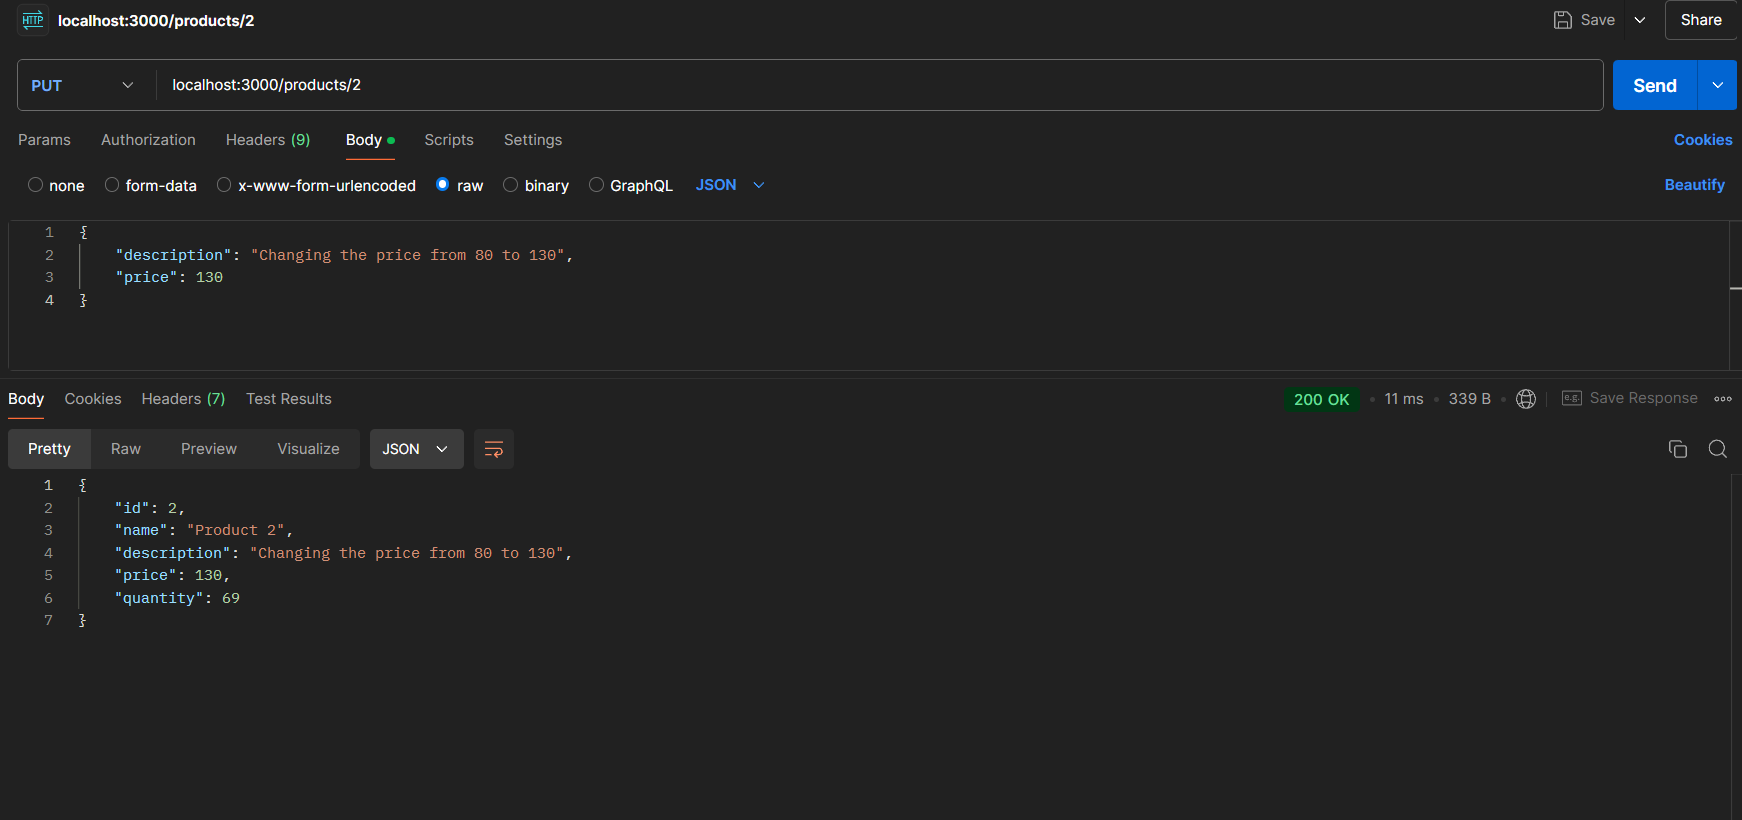 HTTP localhost:3000/products/2 Save Share
PUT localhost:3000/products/2 Send
Params Authorization Headers (9) Body Scripts Settings Cookies
none form-data x-www-form-urlencoded raw binary GraphQL JSON Beautify
1 {
2 "description": "Changing the price from 80 to 130",
3 "price": 130
4 }
Body Cookies Headers (7) Test Results 200 OK • 11 ms • 339 B • e.g. Save Response
Pretty Raw Preview Visualize JSON
1 {
2 "id": 2,
3 "name": "Product 2",
4 "description": "Changing the price from 80 to 130",
5 "price": 130,
6 "quantity": 69
7 }